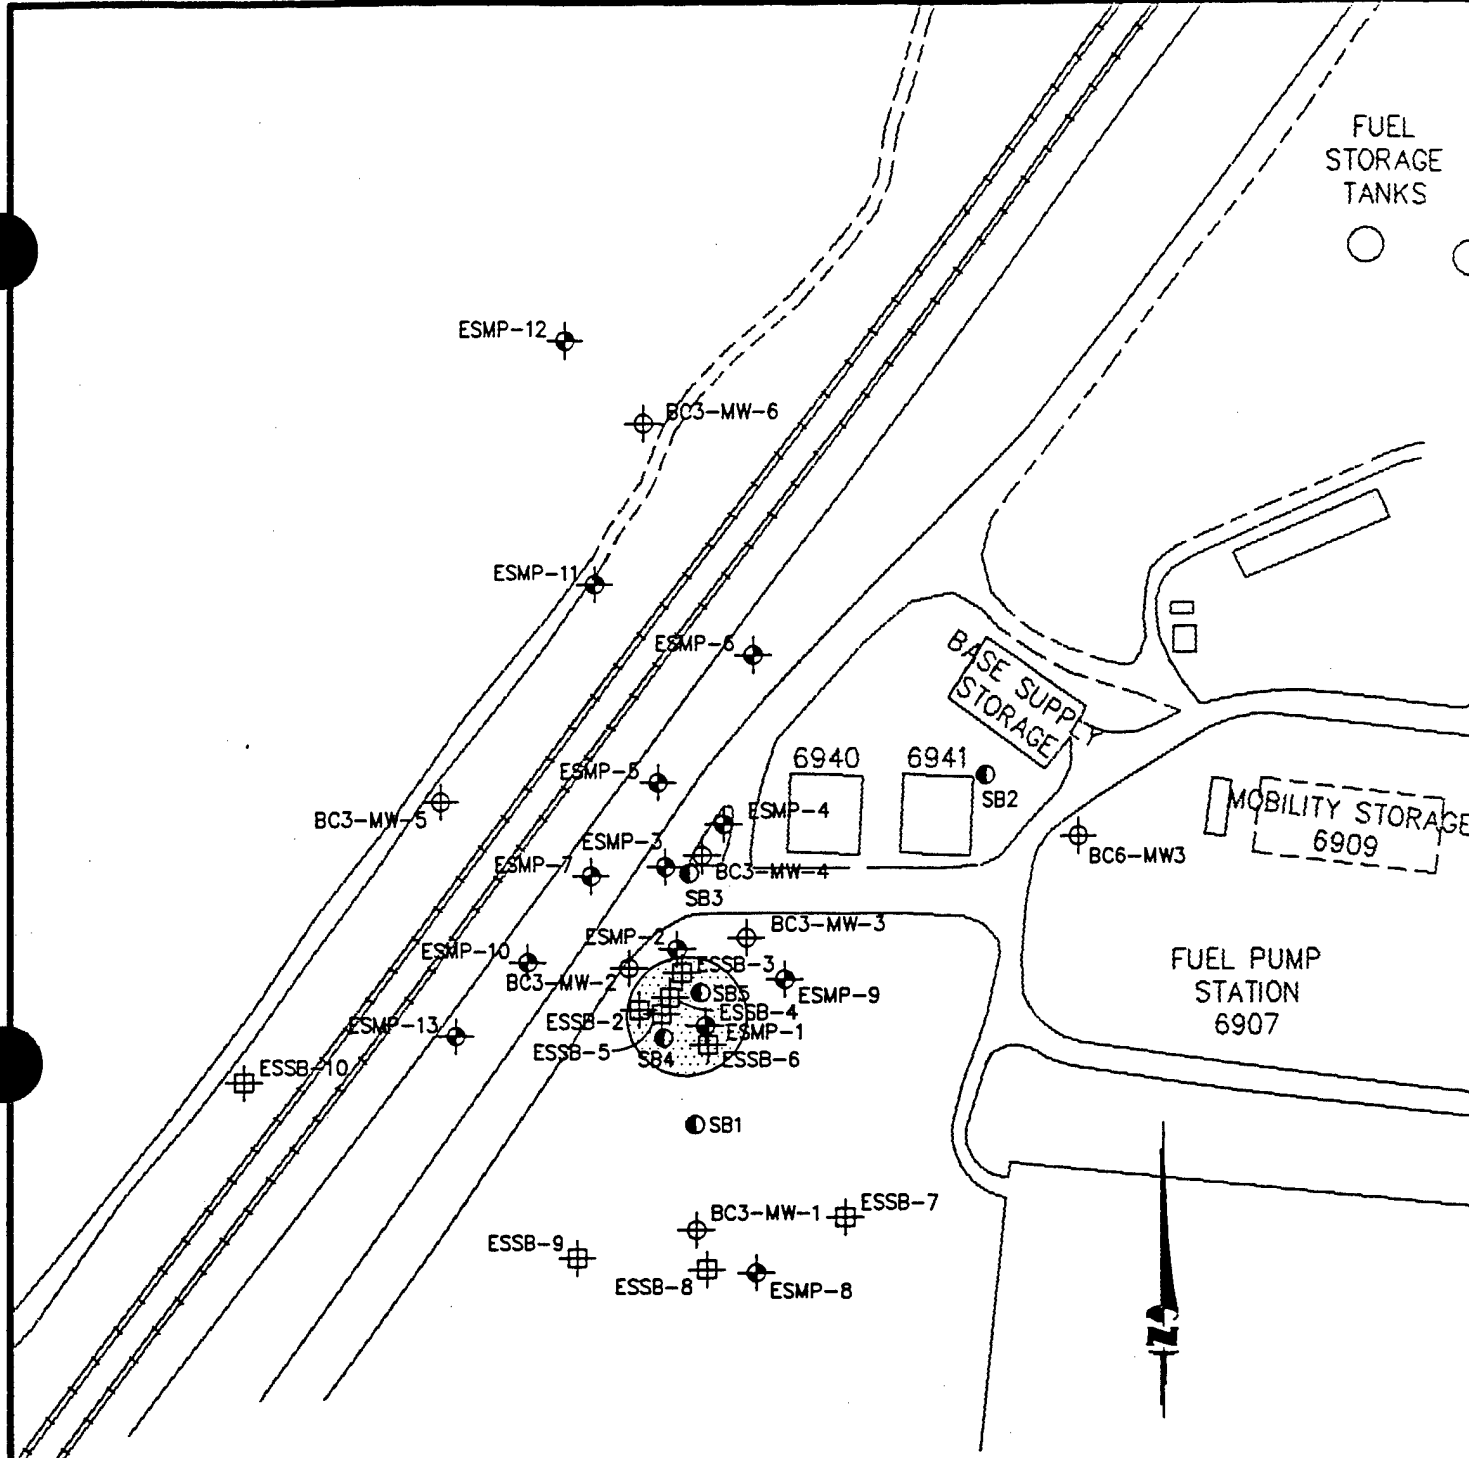 FUEL
STORAGE
TANKS
ESMP-12
BC3-MW-6
ESMP-11
ESMP-6
BASE SUPPLY
STORAGE
6940
6941
ESMP-5
SB2
BC3-MW-5
ESMP-4
MOBILITY STORAGE
6909
ESMP-3
BC6-MW3
ESMP-7
BC3-MW-4
SB3
BC3-MW-3
ESMP-2
ESMP-10
ESSB-3
FUEL PUMP
STATION
6907
BC3-MW-2
SB5
ESMP-9
ESSB-2
ESSB-4
ESMP-13
ESMP-1
ESSB-5
SB4
ESSB-6
ESSB-10
SB1
ESSB-7
BC3-MW-1
ESSB-9
ESSB-8
ESMP-8
N